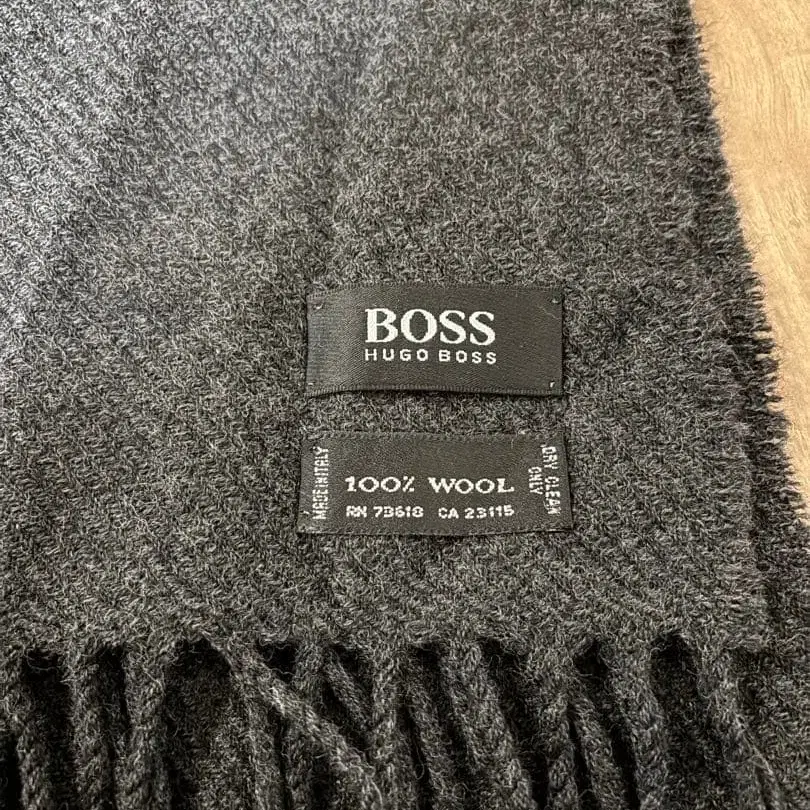 BOSS
HUGO BOSS
MADE IN ITALY
100% WOOL
RN 73618 CA 23115
DRY CLEAN
ONLY